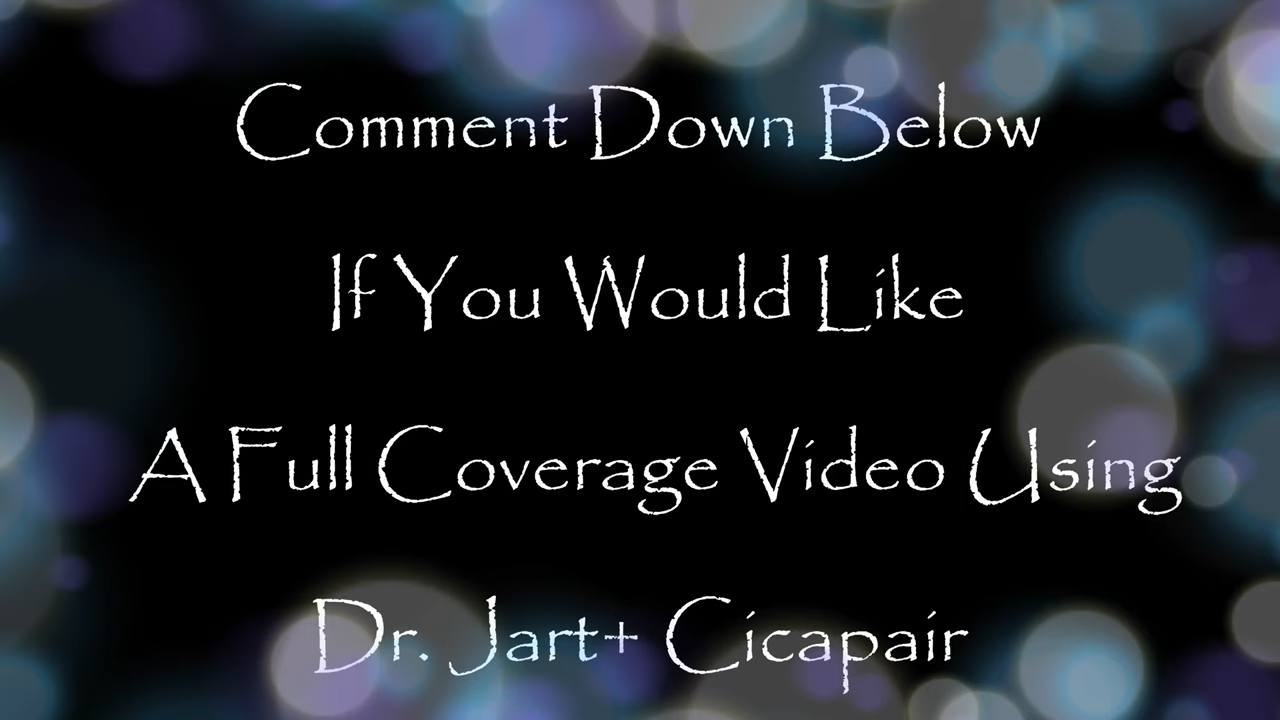 Comment Down Below
If You Would Like
A Full Coverage Video Using
Dr. Jart+ Cicapair